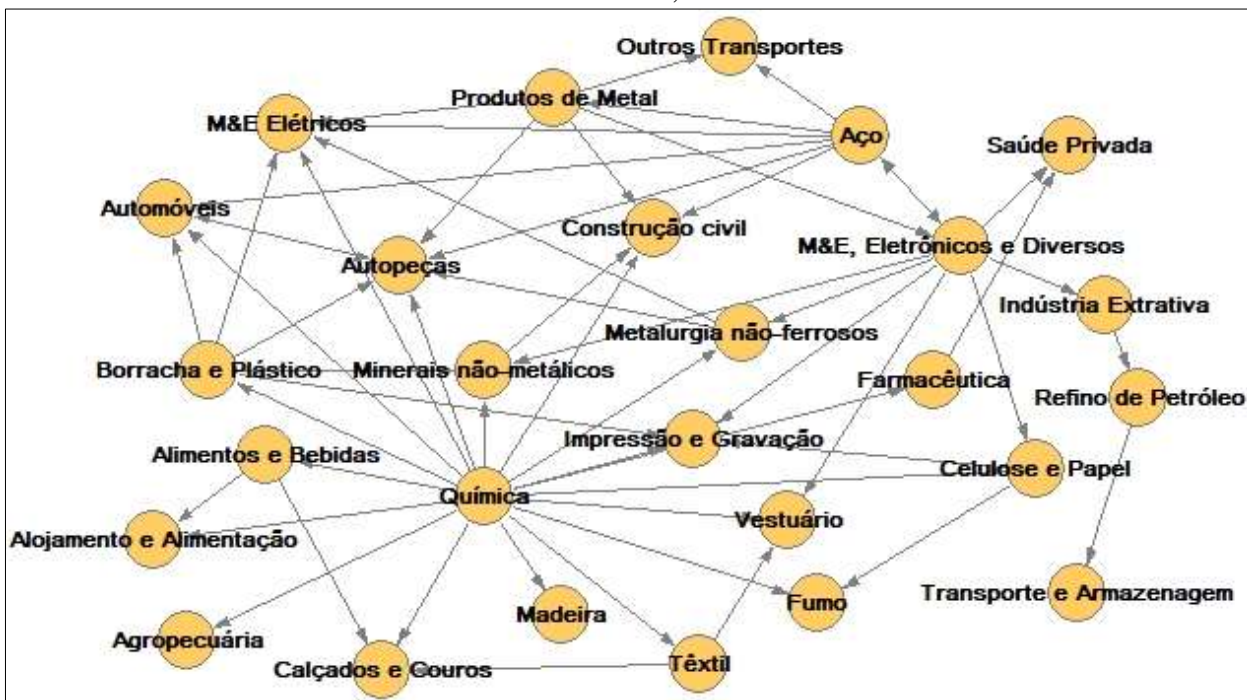 Outros Transportes
Produtos de Metal
M&E Elétricos
Aço
Saúde Privada
Automóveis
Construção civil
M&E, Eletrônicos e Diversos
Autopeças
Indústria Extrativa
Metalurgia não-ferrosos
Borracha e Plástico
Minerais não-metálicos
Farmacêutica
Refino de Petróleo
Impressão e Gravação
Alimentos e Bebidas
Celulose e Papel
Química
Vestuário
Alojamento e Alimentação
Transporte e Armazenagem
Fumo
Madeira
Agropecuária
Calçados e Couros
Têxtil